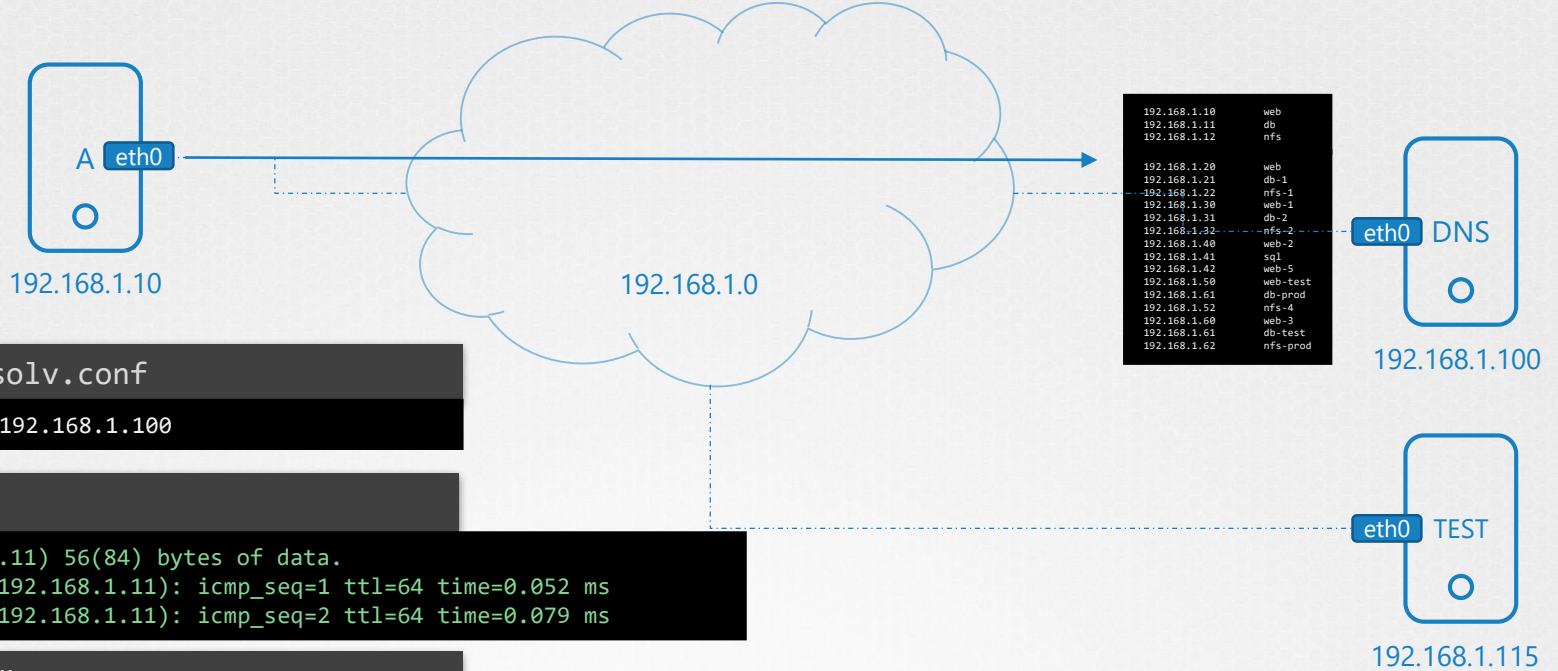 A
eth0
192.168.1.10
192.168.1.0
192.168.1.10 web
192.168.1.11 db
192.168.1.12 nfs
192.168.1.20 web
192.168.1.21 db-1
192.168.1.22 nfs-1
192.168.1.30 web-1
192.168.1.31 db-2
192.168.1.32 nfs-2
192.168.1.40 web-2
192.168.1.41 sql
192.168.1.42 web-5
192.168.1.50 web-test
192.168.1.61 db-prod
192.168.1.52 nfs-4
192.168.1.60 web-3
192.168.1.61 db-test
192.168.1.62 nfs-prod
eth0 DNS
192.168.1.100
solv.conf
192.168.1.100
.11) 56(84) bytes of data.
192.168.1.11): icmp_seq=1 ttl=64 time=0.052 ms
192.168.1.11): icmp_seq=2 ttl=64 time=0.079 ms
eth0 TEST
192.168.1.115